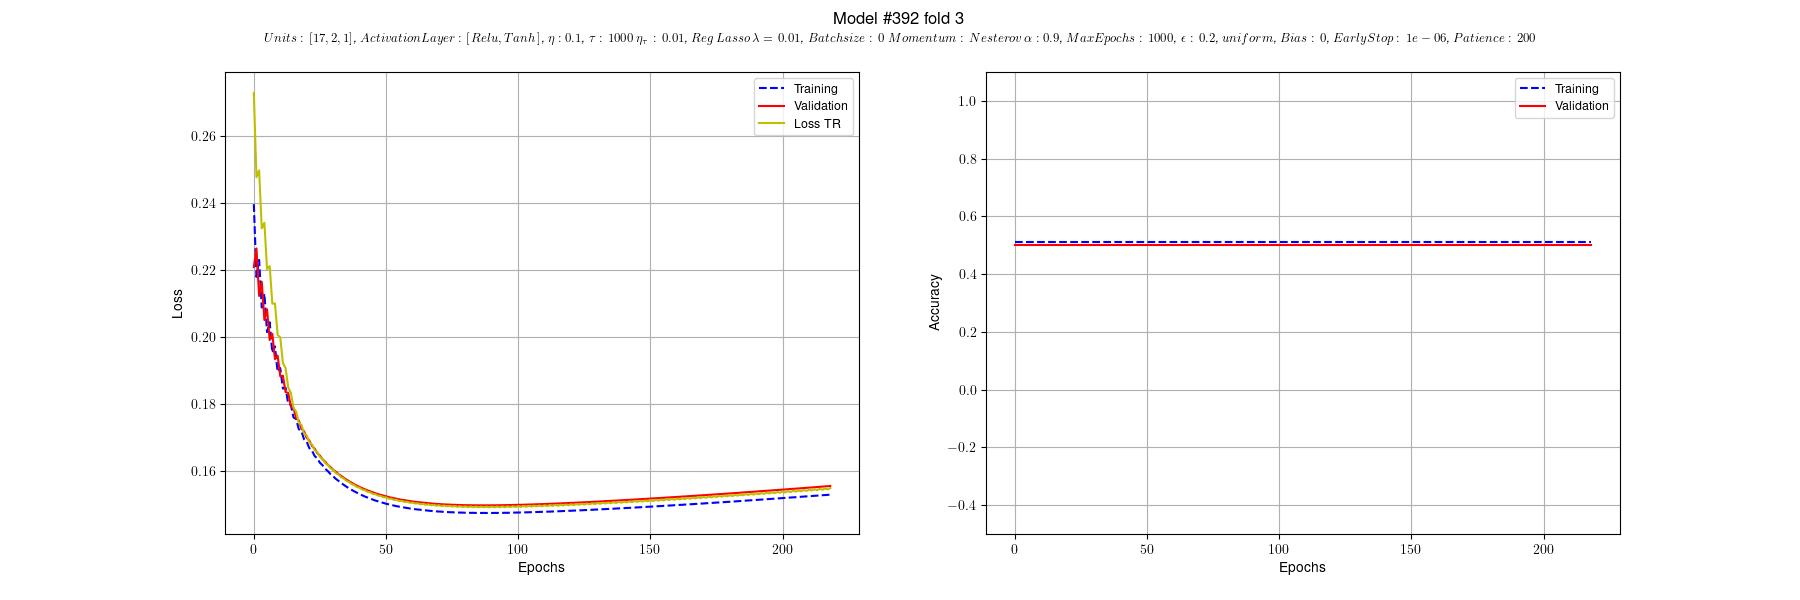 Model #392 fold 3
Units : [17, 2, 1], ActivationLayer : [Relu, Tanh], η : 0.1, τ : 1000 ητ : 0.01, Reg Lasso λ = 0.01, Batchsize : 0 Momentum : Nesterov α : 0.9, MaxEpochs : 1000, ϵ : 0.2, uniform, Bias : 0, EarlyStop : 1e − 06, Patience : 200
Training
Validation
Loss TR
0.26
0.24
0.22
0.20
0.18
0.16
Loss
0 50 100 150 200
Epochs
Training
Validation
1.0
0.8
0.6
0.4
0.2
0.0
−0.2
−0.4
Accuracy
0 50 100 150 200
Epochs